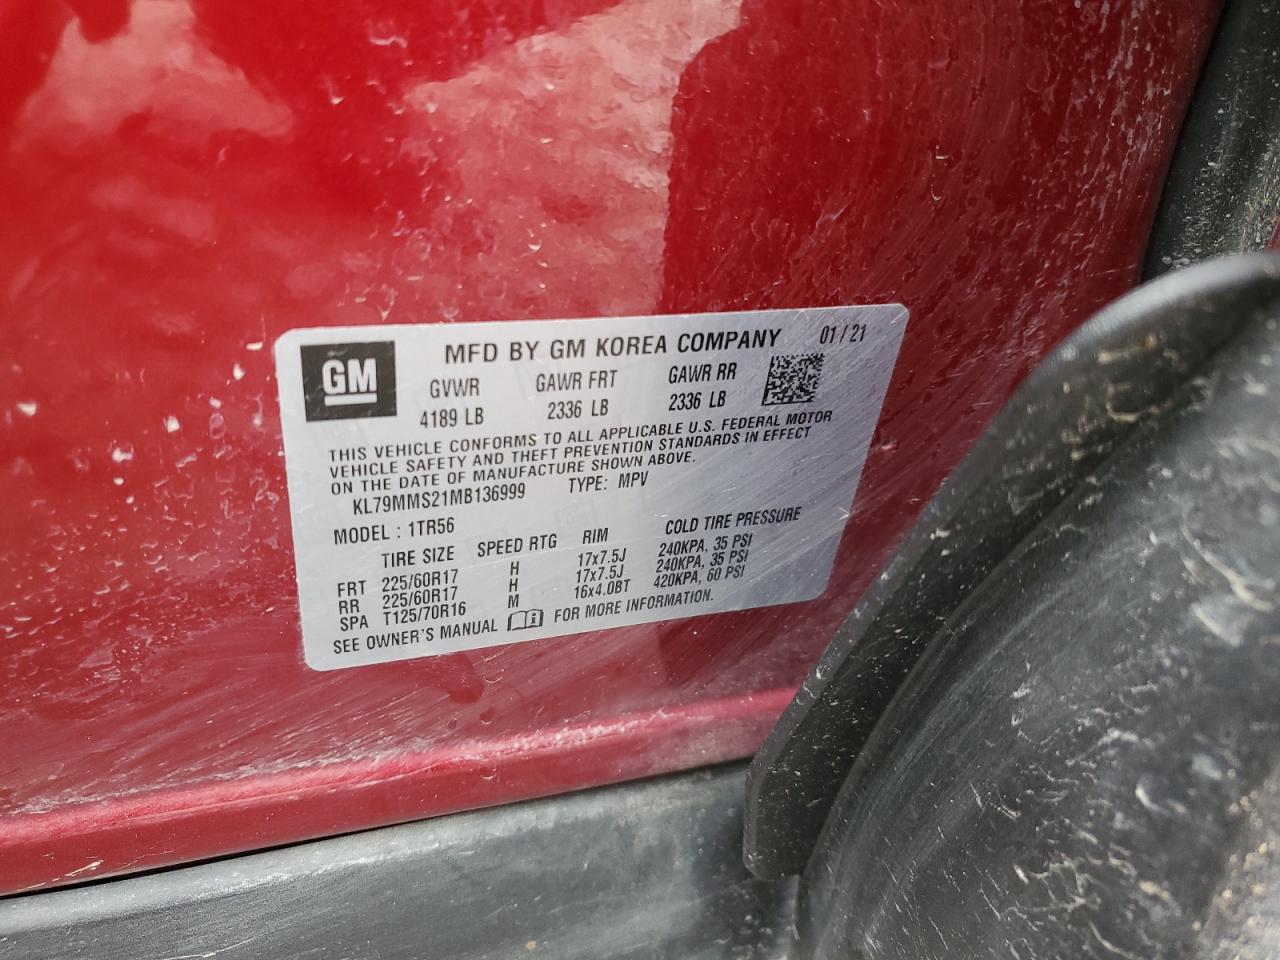 GM
MFD BY GM KOREA COMPANY 01 / 21
GVWR GAWR FRT GAWR RR
4189 LB 2336 LB 2336 LB
THIS VEHICLE CONFORMS TO ALL APPLICABLE U.S. FEDERAL MOTOR
VEHICLE SAFETY AND THEFT PREVENTION STANDARDS IN EFFECT
ON THE DATE OF MANUFACTURE SHOWN ABOVE.
KL79MMS21MB136999 TYPE: MPV
MODEL : 1TR56
TIRE SIZE SPEED RTG RIM COLD TIRE PRESSURE
FRT 225/60R17 H 17x7.5J 240KPA, 35 PSI
RR 225/60R17 H 17x7.5J 240KPA, 35 PSI
SPA T125/70R16 M 16x4.0BT 420KPA, 60 PSI
SEE OWNER'S MANUAL FOR MORE INFORMATION.